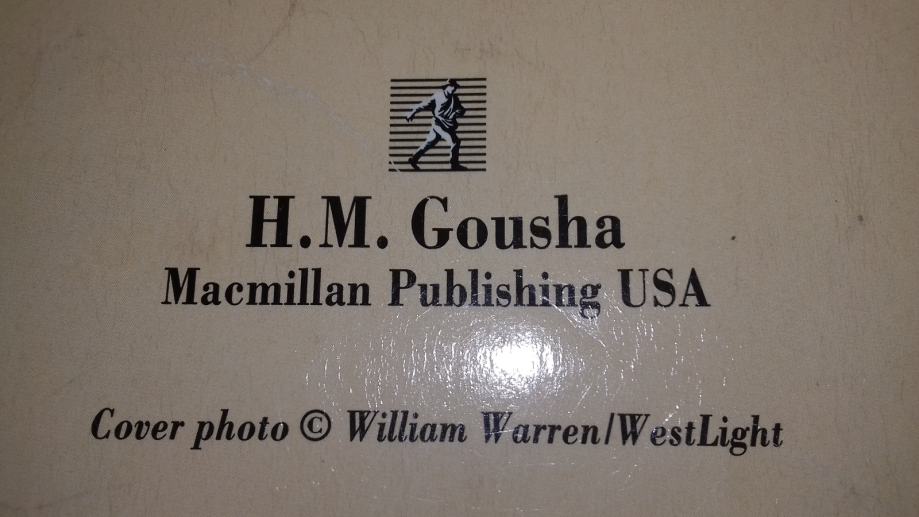 H.M. Gousha
Macmillan Publishing USA
Cover photo © William Warren/WestLight